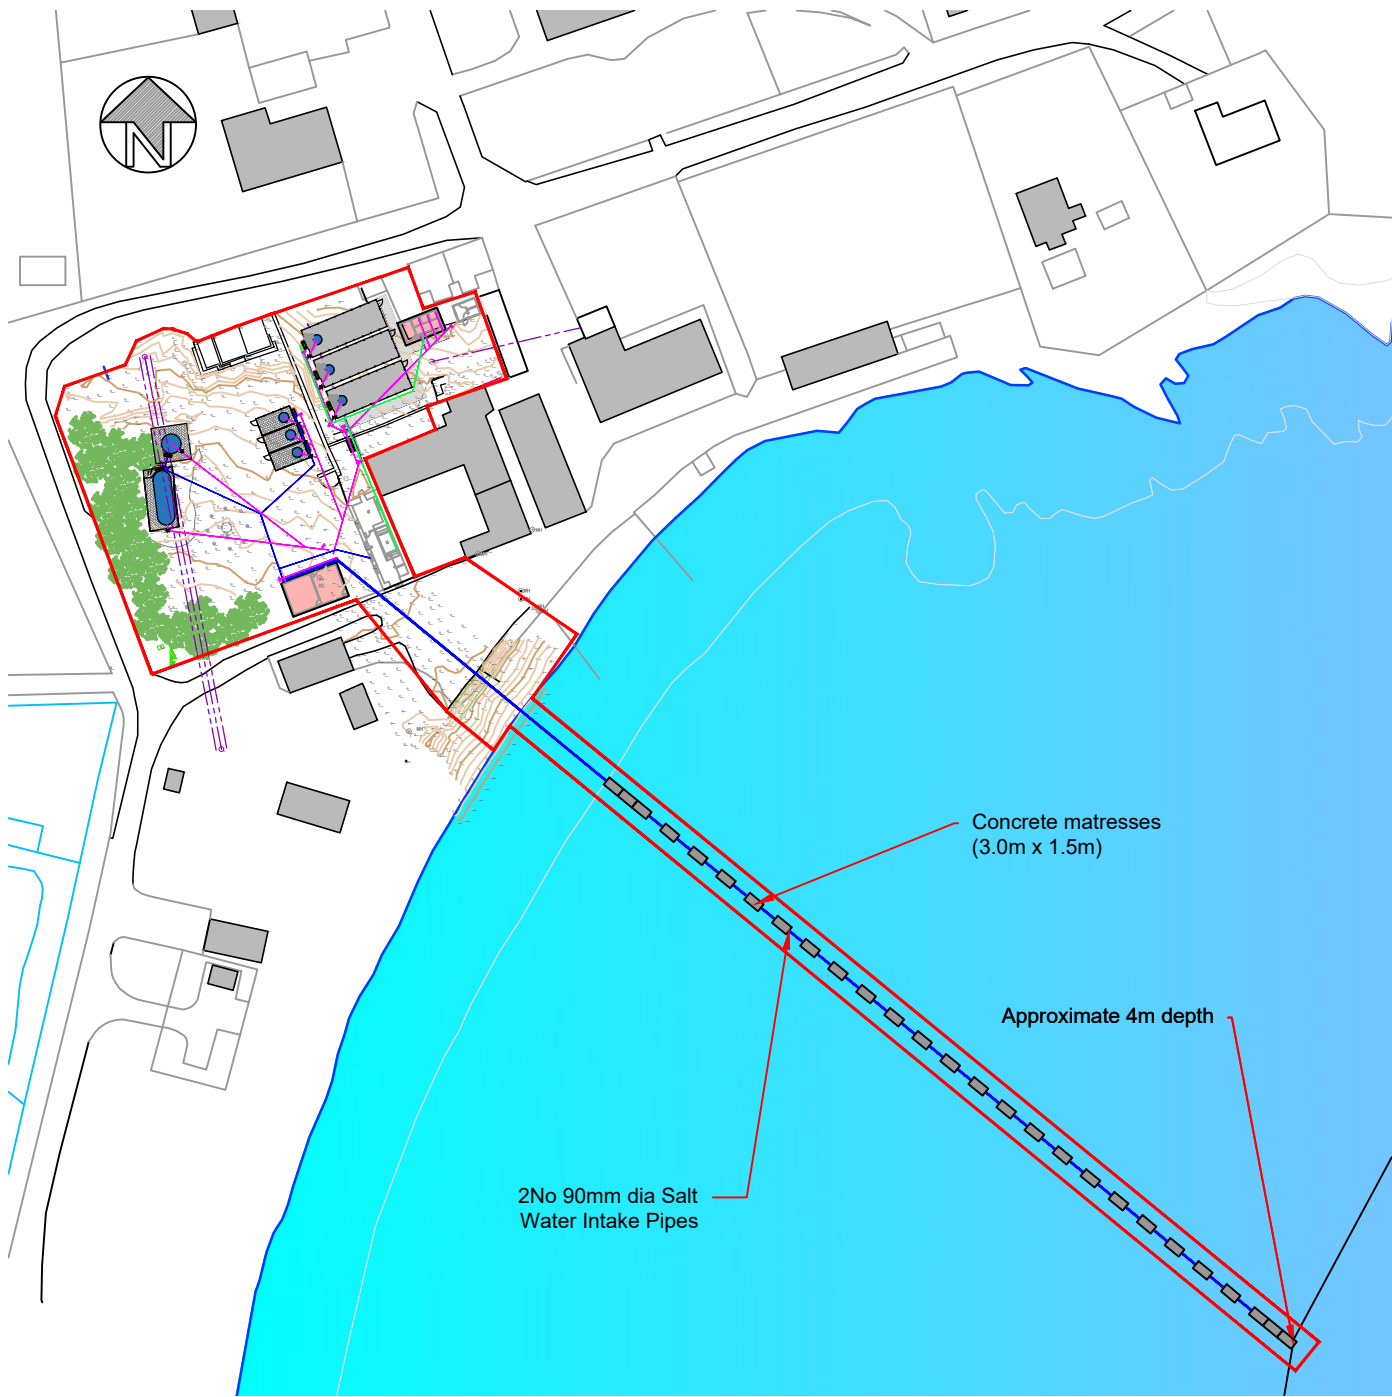 N
Concrete matresses
(3.0m x 1.5m)
Approximate 4m depth
2No 90mm dia Salt
Water Intake Pipes